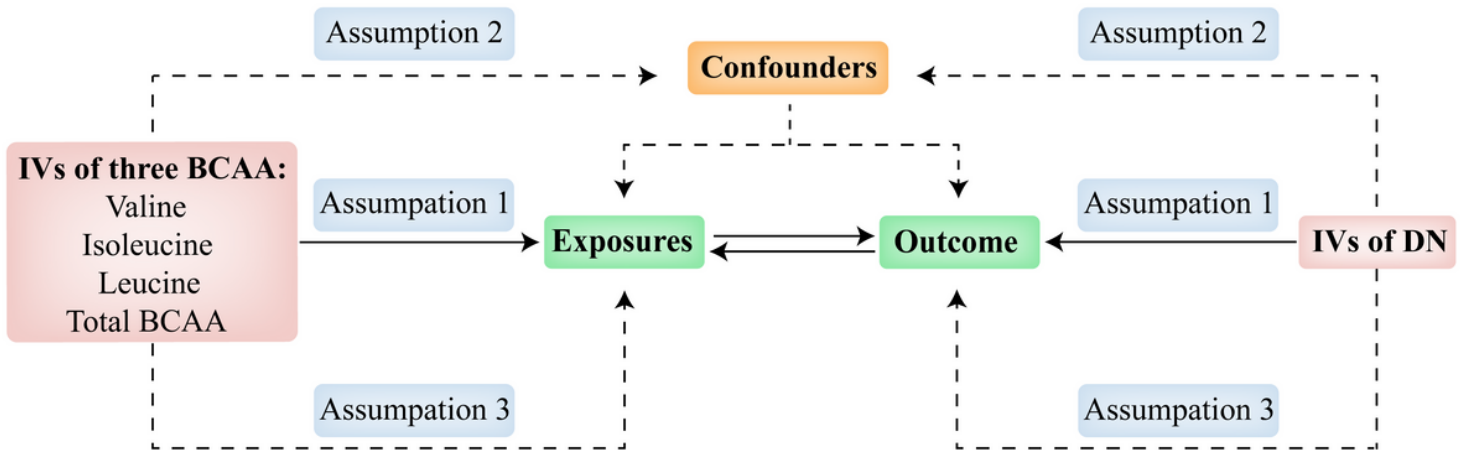 Assumption 2
Assumption 2
Confounders
IVs of three BCAA:
Valine
Isoleucine
Leucine
Total BCAA
Assumpation 1
Assumpation 1
Exposures
Outcome
IVs of DN
Assumpation 3
Assumpation 3